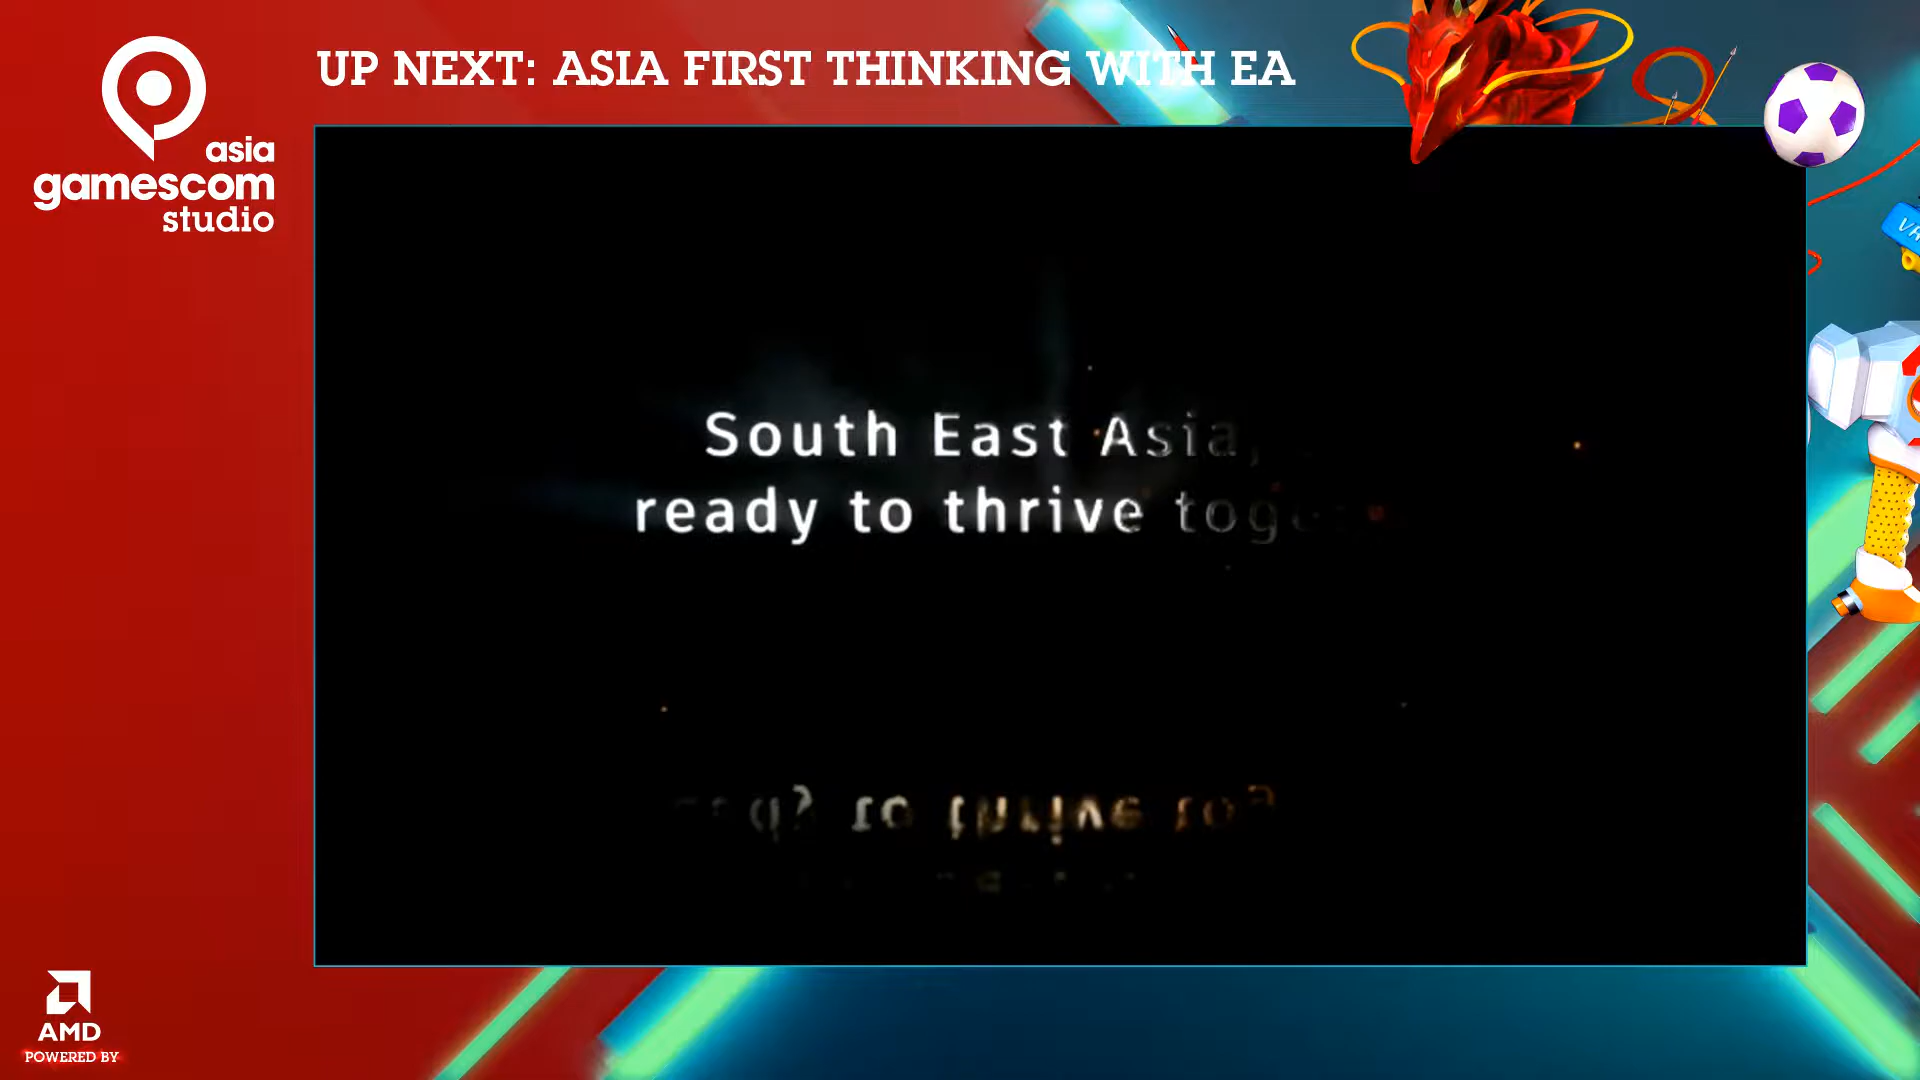 UP NEXT: ASIA FIRST THINKING WITH EA
asia
gamescom
studio
South East Asia,
ready to thrive
AMD
POWERED BY